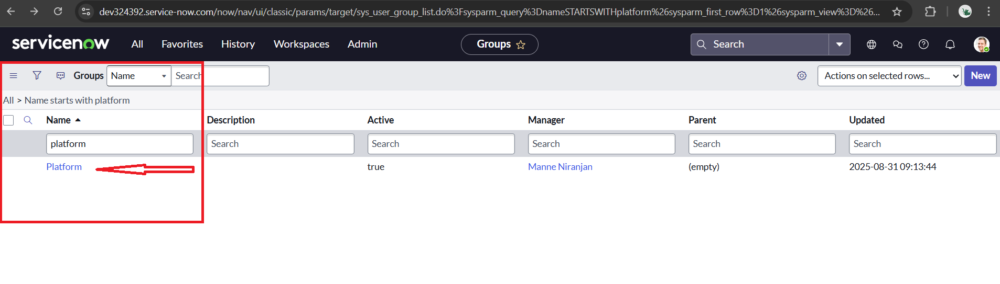 dev324392.service-now.com/now/nav/ui/classic/params/target/sys_user_group_list.do%3Fsysparm_query%3DnameSTARTSWITHplatform%26sysparm_first_row%3D1%26sysparm_view%3D%26...
servicenow All Favorites History Workspaces Admin Groups Search
Groups Name Search Actions on selected rows... New
All > Name starts with platform
Name Description Active Manager Parent Updated
platform Search Search Search Search Search
Platform true Manne Niranjan (empty) 2025-08-31 09:13:44